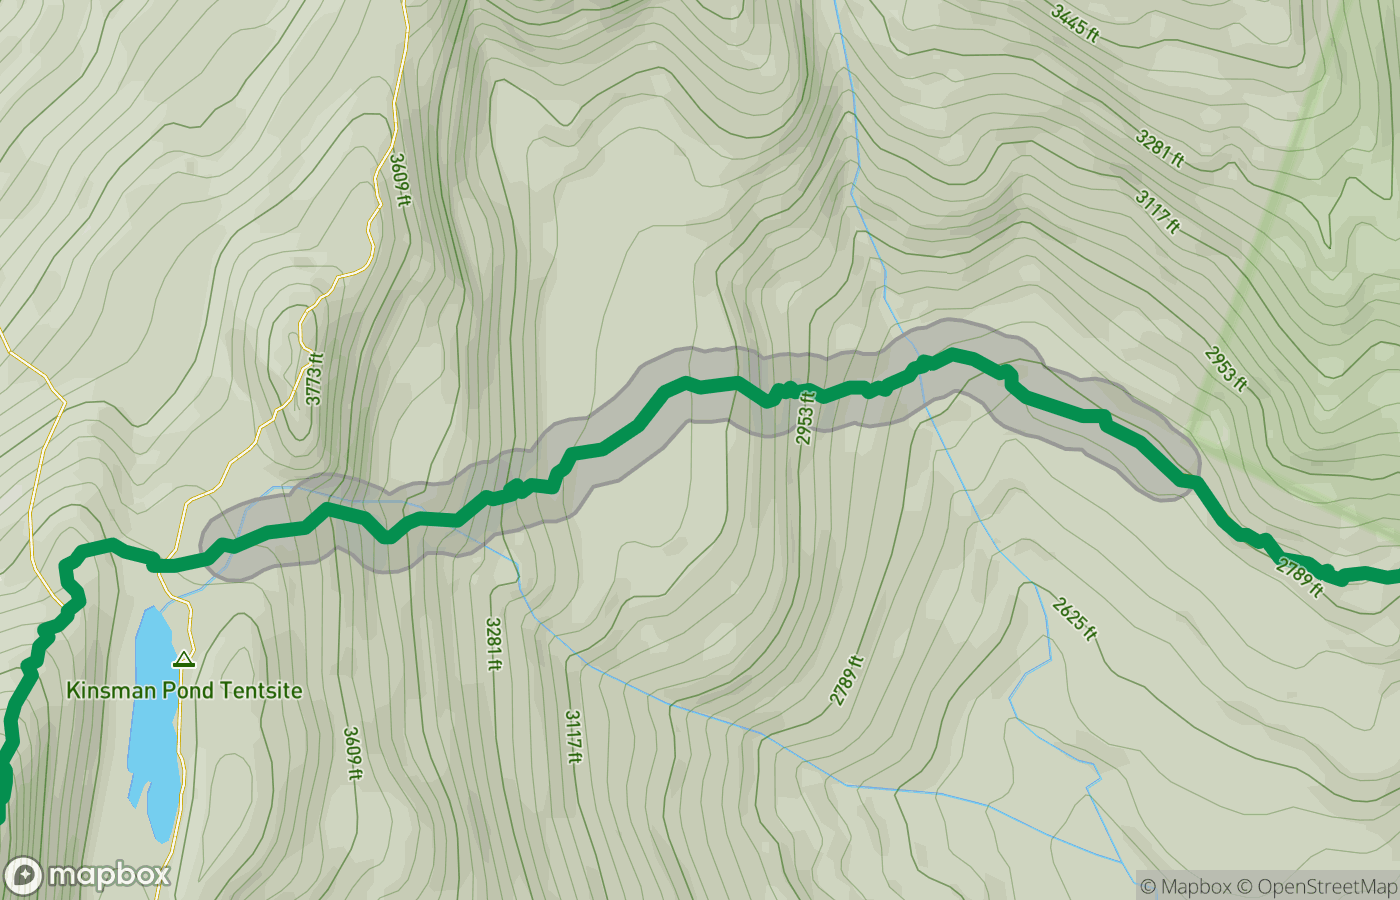 3445 ft
3281 ft
3609 ft
3117 ft
2953 ft
3773 ft
2953 ft
2789 ft
2625 ft
3281 ft
2789 ft
Kinsman Pond Tentsite
3117 ft
3609 ft
mapbox
© Mapbox © OpenStreetMap